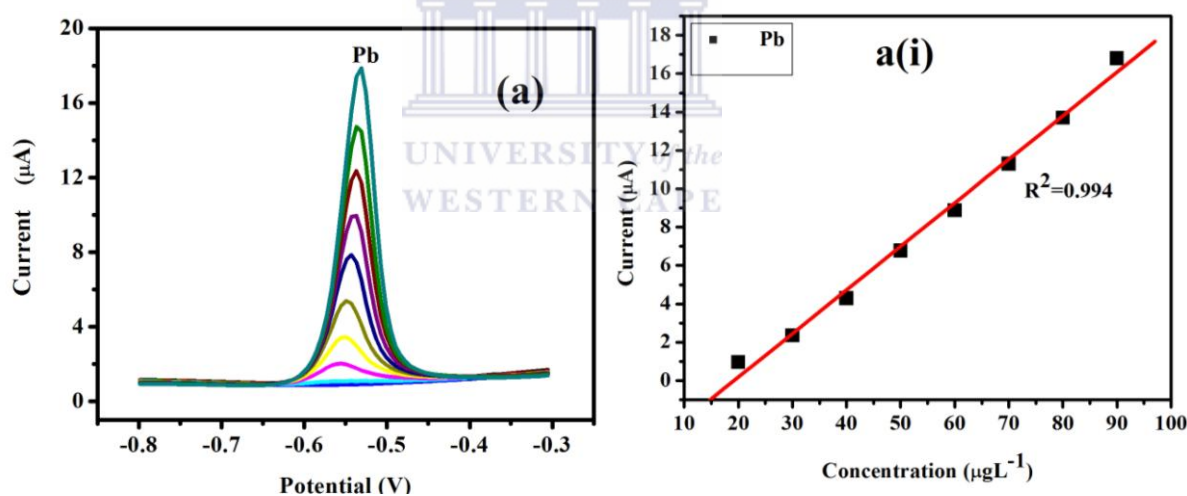 20
16
12
8
4
0
Current (μA)
Pb
(a)
-0.8 -0.7 -0.6 -0.5 -0.4 -0.3
Potential (V)
UNIVERSITY of the
WESTERN CAPE
18
16
14
12
10
8
6
4
2
0
Current (μA)
Pb
a(i)
R²=0.994
10 20 30 40 50 60 70 80 90 100
Concentration (μgL⁻¹)